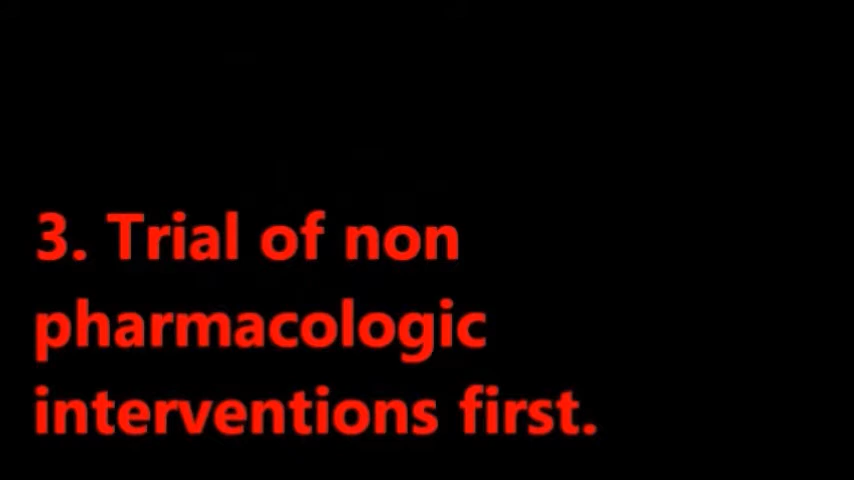 3. Trial of non
pharmacologic
interventions first.